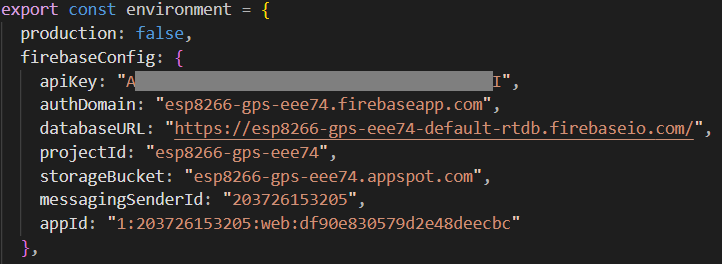 export const environment = {
production: false,
firebaseConfig: {
apiKey: "A I",
authDomain: "esp8266-gps-eee74.firebaseapp.com",
databaseURL: "https://esp8266-gps-eee74-default-rtdb.firebaseio.com/",
projectId: "esp8266-gps-eee74",
storageBucket: "esp8266-gps-eee74.appspot.com",
messagingSenderId: "203726153205",
appId: "1:203726153205:web:df90e830579d2e48deecbc"
},